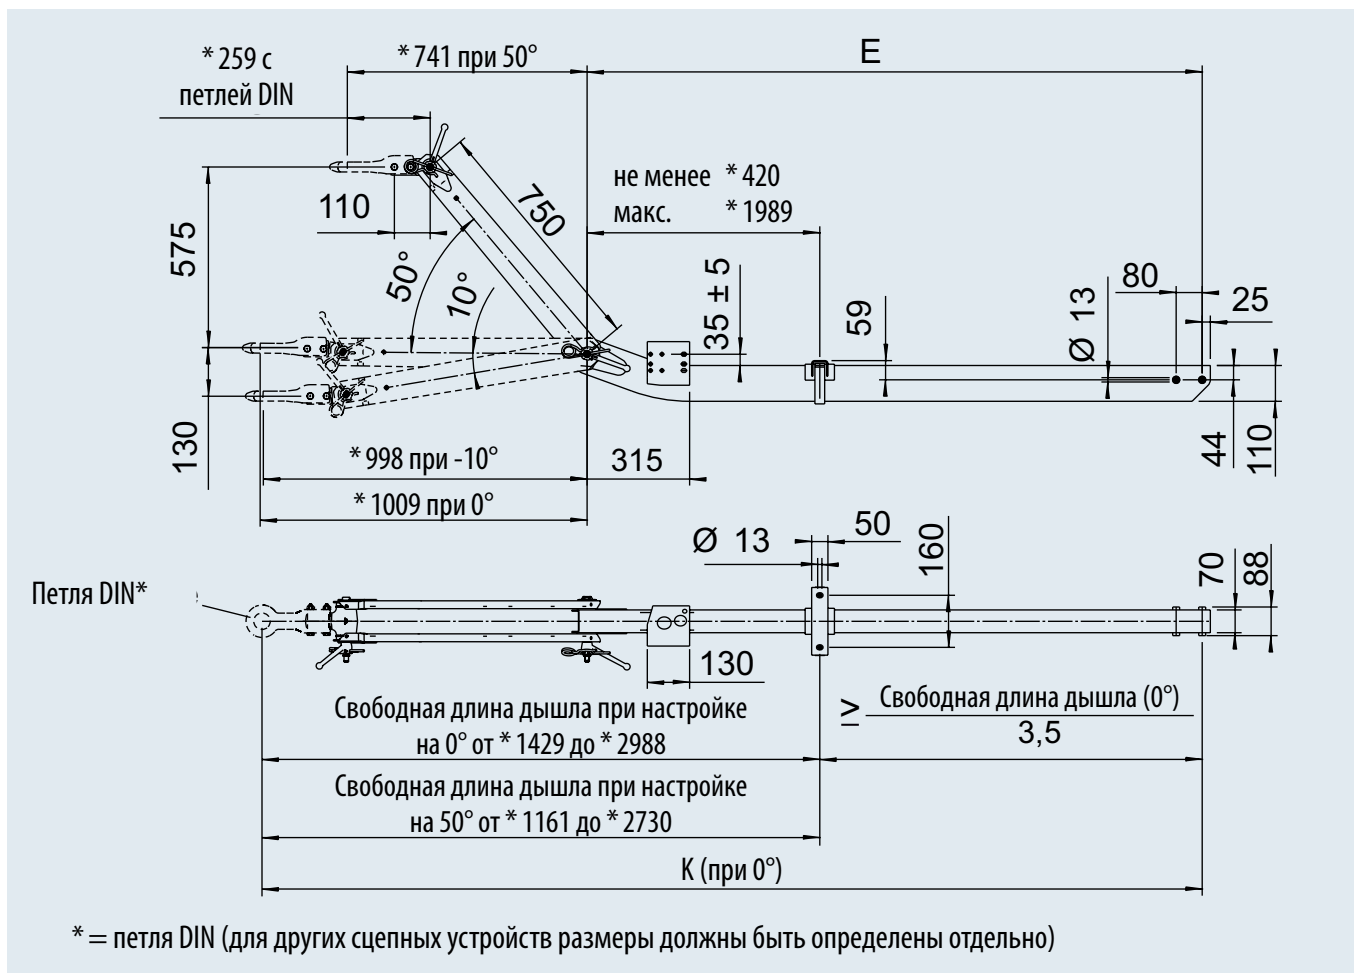 * 259 с
петлей DIN
* 741 при 50°
E
не менее * 420
макс. * 1989
110
750
575
50°
10°
35 ± 5
59
Ø 13
80
25
130
* 998 при -10°
315
44
110
* 1009 при 0°
Ø 13
50
160
70
88
Петля DIN*
130
Свободная длина дышла при настройке
на 0° от * 1429 до * 2988
≥ Свободная длина дышла (0°)
3,5
Свободная длина дышла при настройке
на 50° от * 1161 до * 2730
K (при 0°)
* = петля DIN (для других сцепных устройств размеры должны быть определены отдельно)